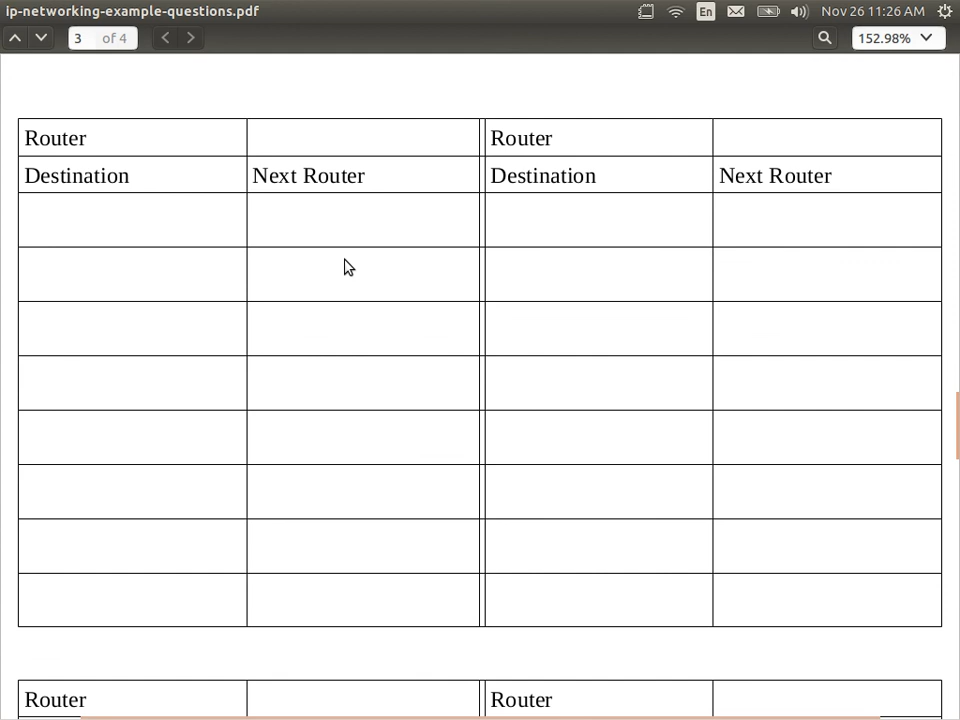 ip-networking-example-questions.pdf
En
Nov 26 11:26 AM
3 of 4
152.98%
Router Router
Destination Next Router Destination Next Router
Router Router